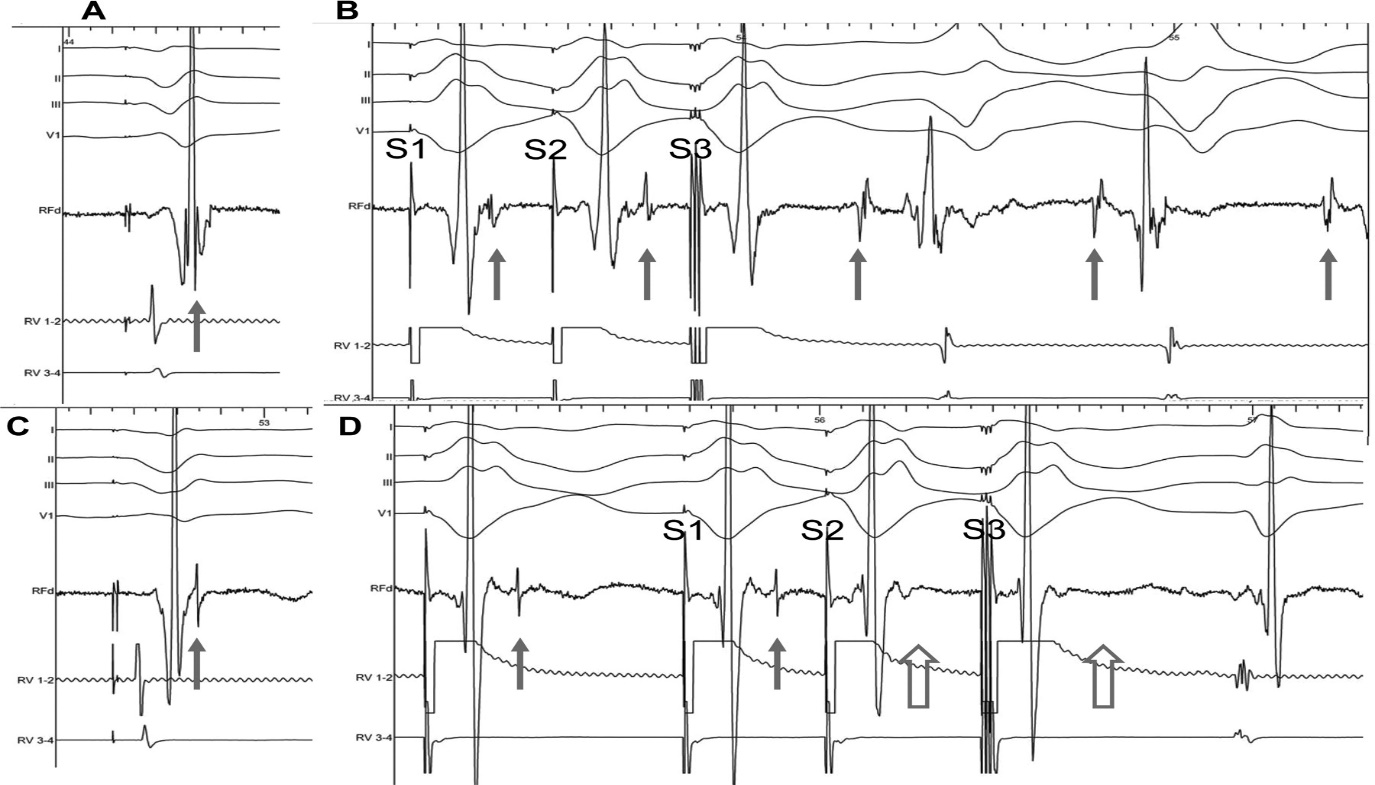 A
44
I
II
III
V1
RFd
RV 1-2
RV 3-4
B
54
I
II
III
V1
S1 S2 S3
RFd
RV 1-2
RV 3-4
C
53
I
II
III
V1
RFd
RV 1-2
RV 3-4
D
56 57
I
II
III
V1
S1 S2 S3
RFd
RV 1-2
RV 3-4